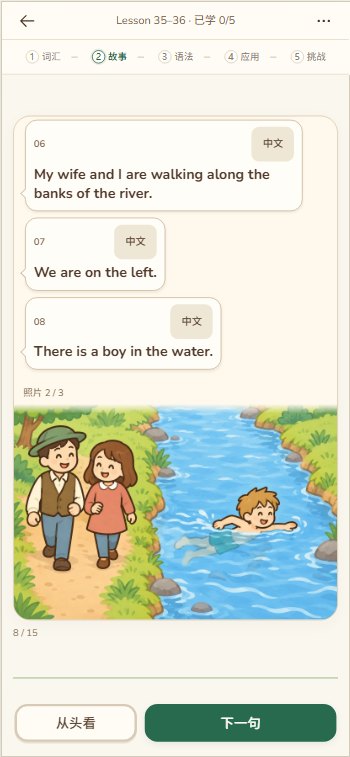 Lesson 35–36 · 已学 0/5
1 词汇 – 2 故事 – 3 语法 – 4 应用 – 5 挑战
06 中文
My wife and I are walking along the
banks of the river.
07 中文
We are on the left.
08 中文
There is a boy in the water.
照片 2 / 3
8 / 15
从头看 下一句